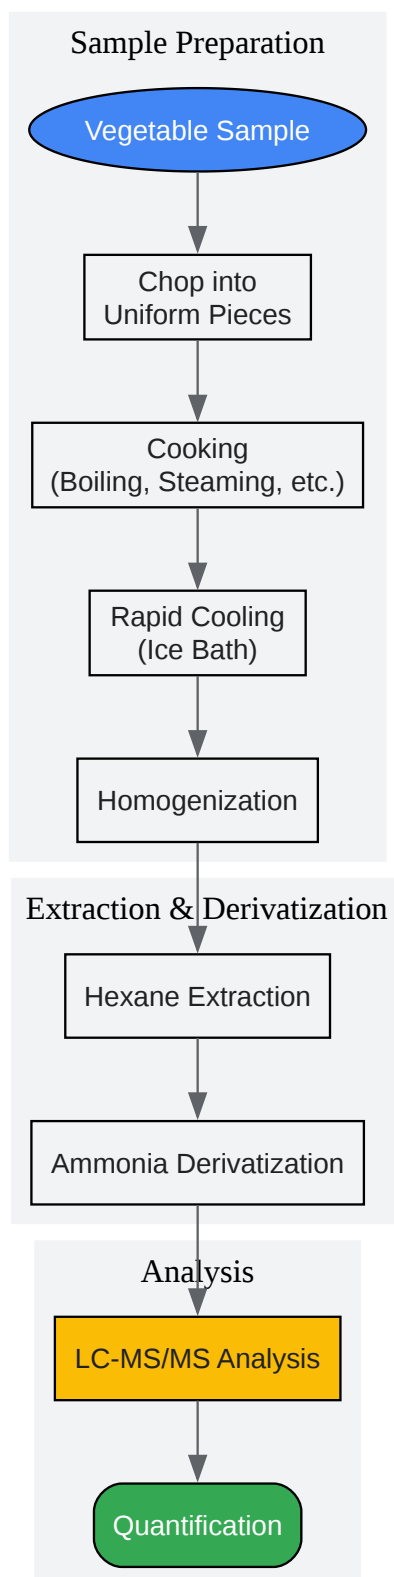 Sample Preparation
Vegetable Sample
Chop into
Uniform Pieces
Cooking
(Boiling, Steaming, etc.)
Rapid Cooling
(Ice Bath)
Homogenization
Extraction & Derivatization
Hexane Extraction
Ammonia Derivatization
Analysis
LC-MS/MS Analysis
Quantification